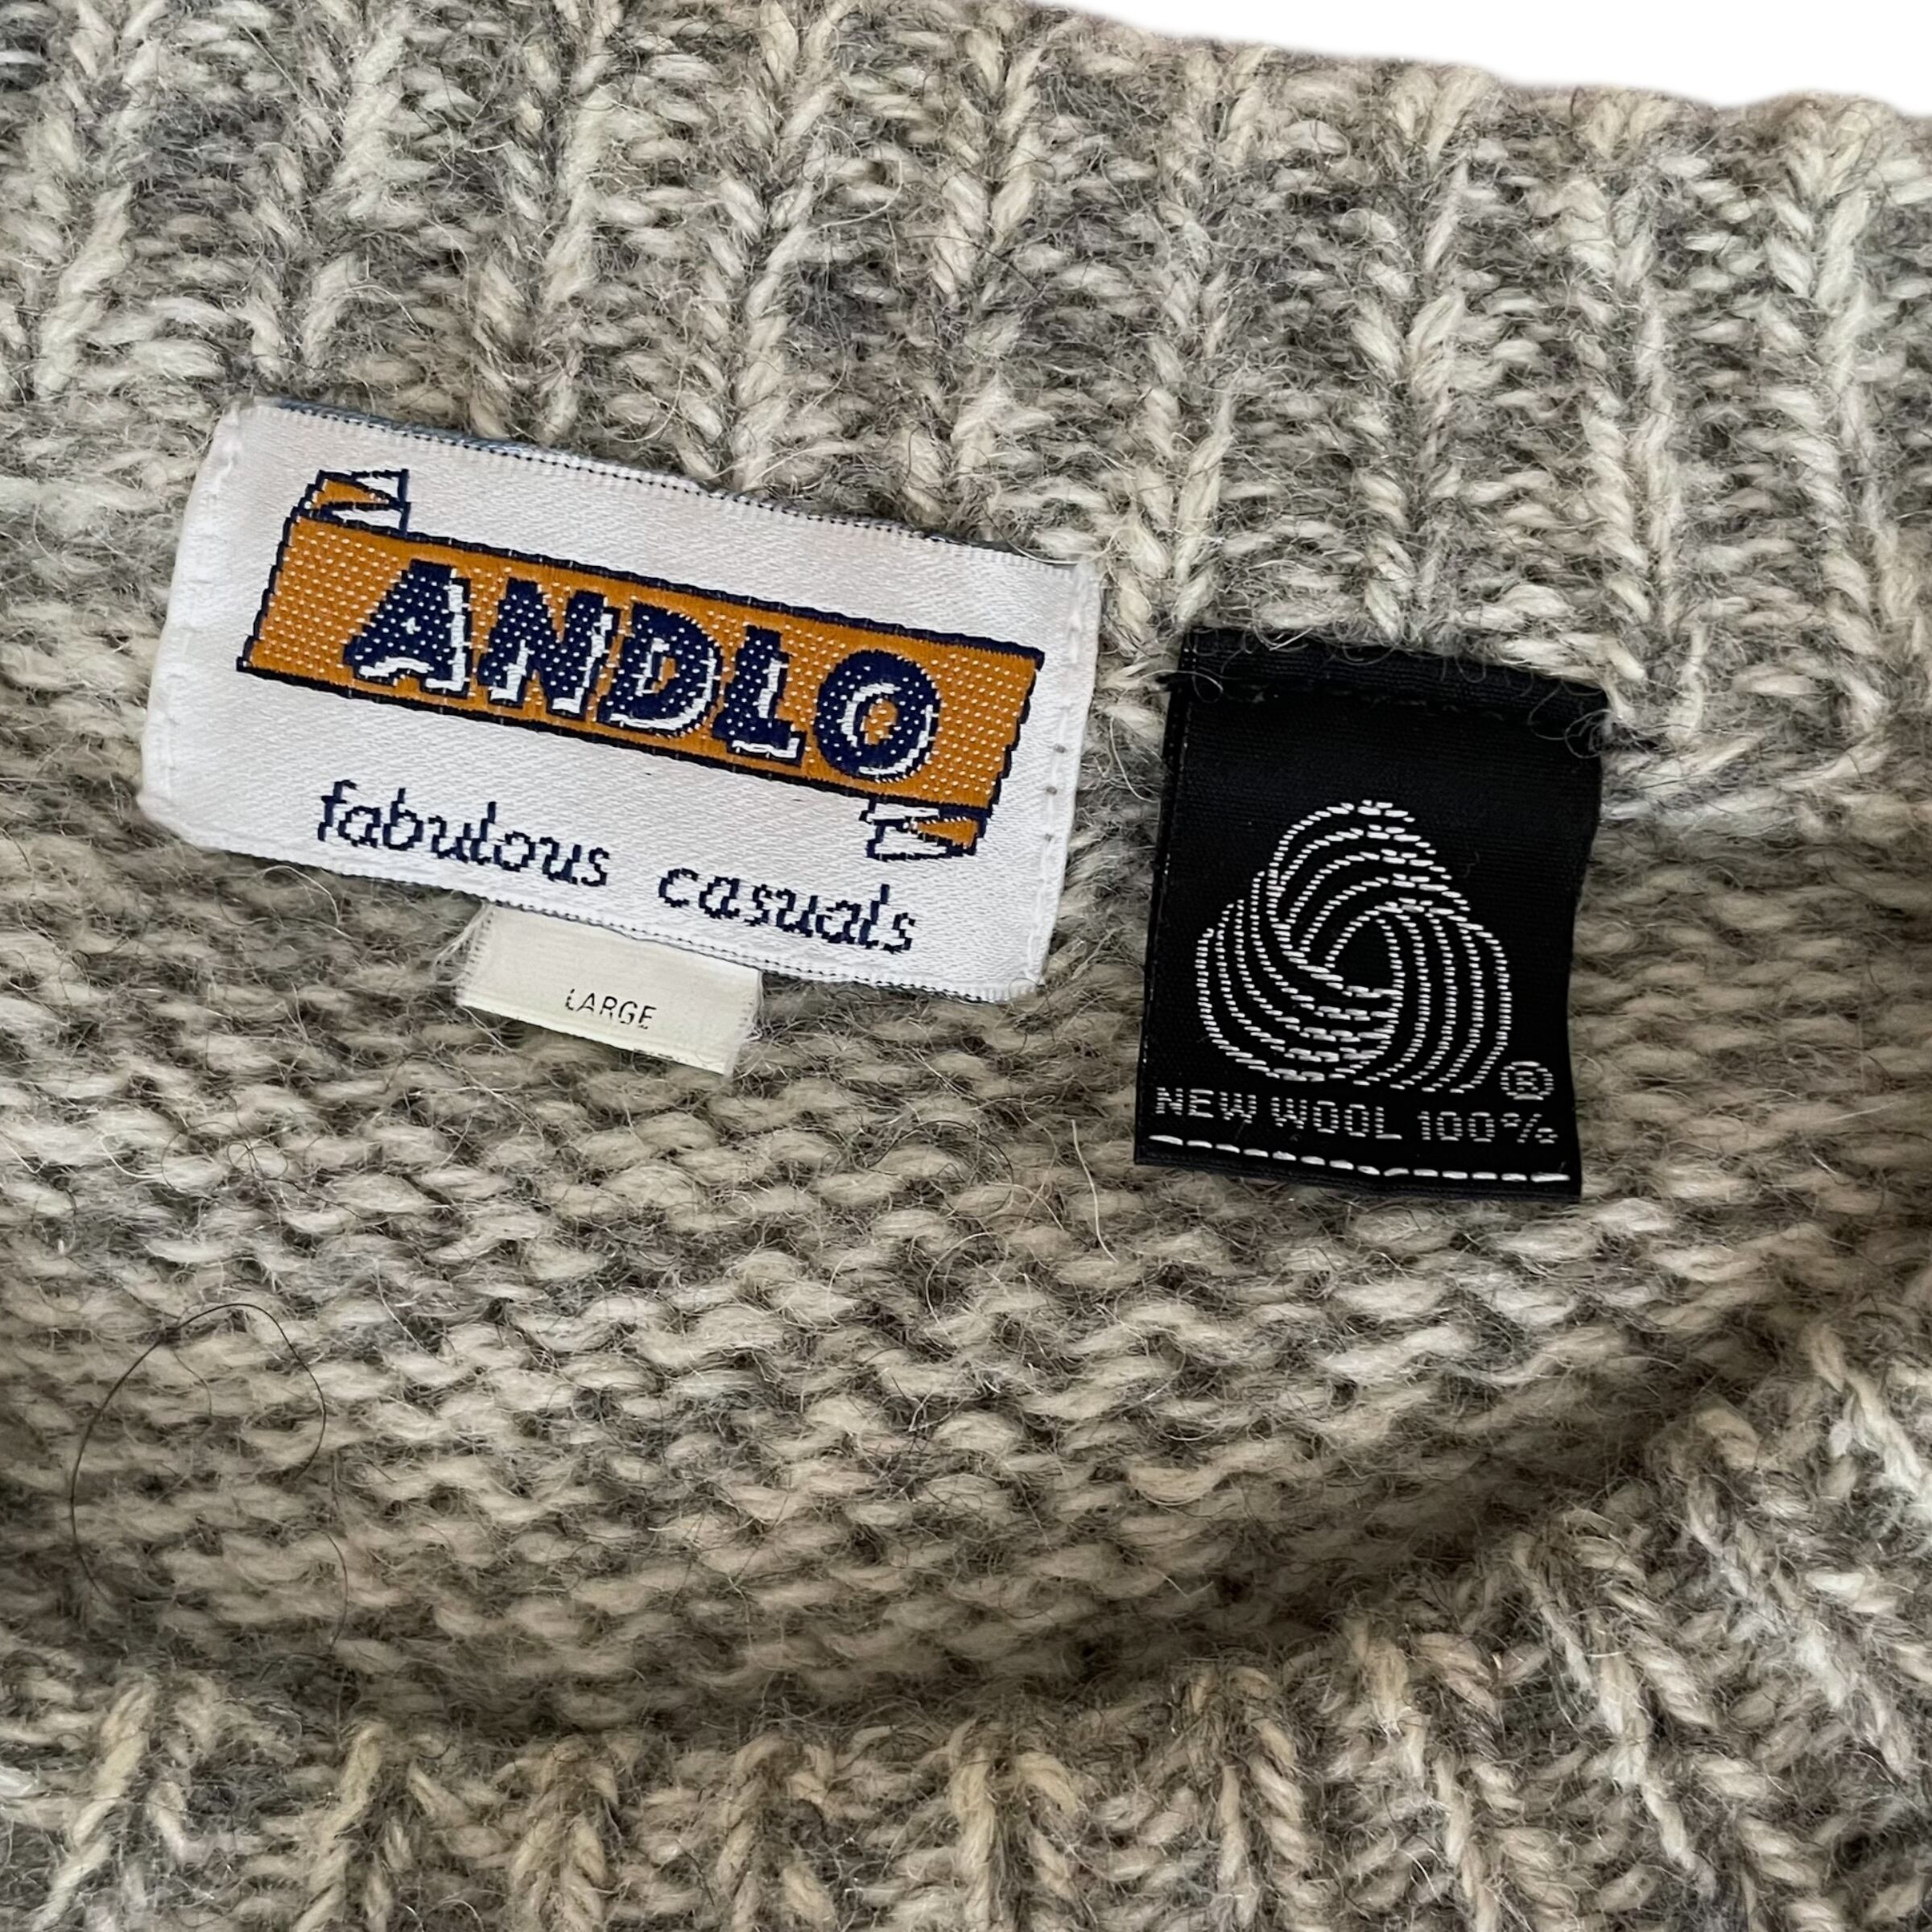 ANDLO
fabulous casuals
LARGE
®
NEW WOOL 100%